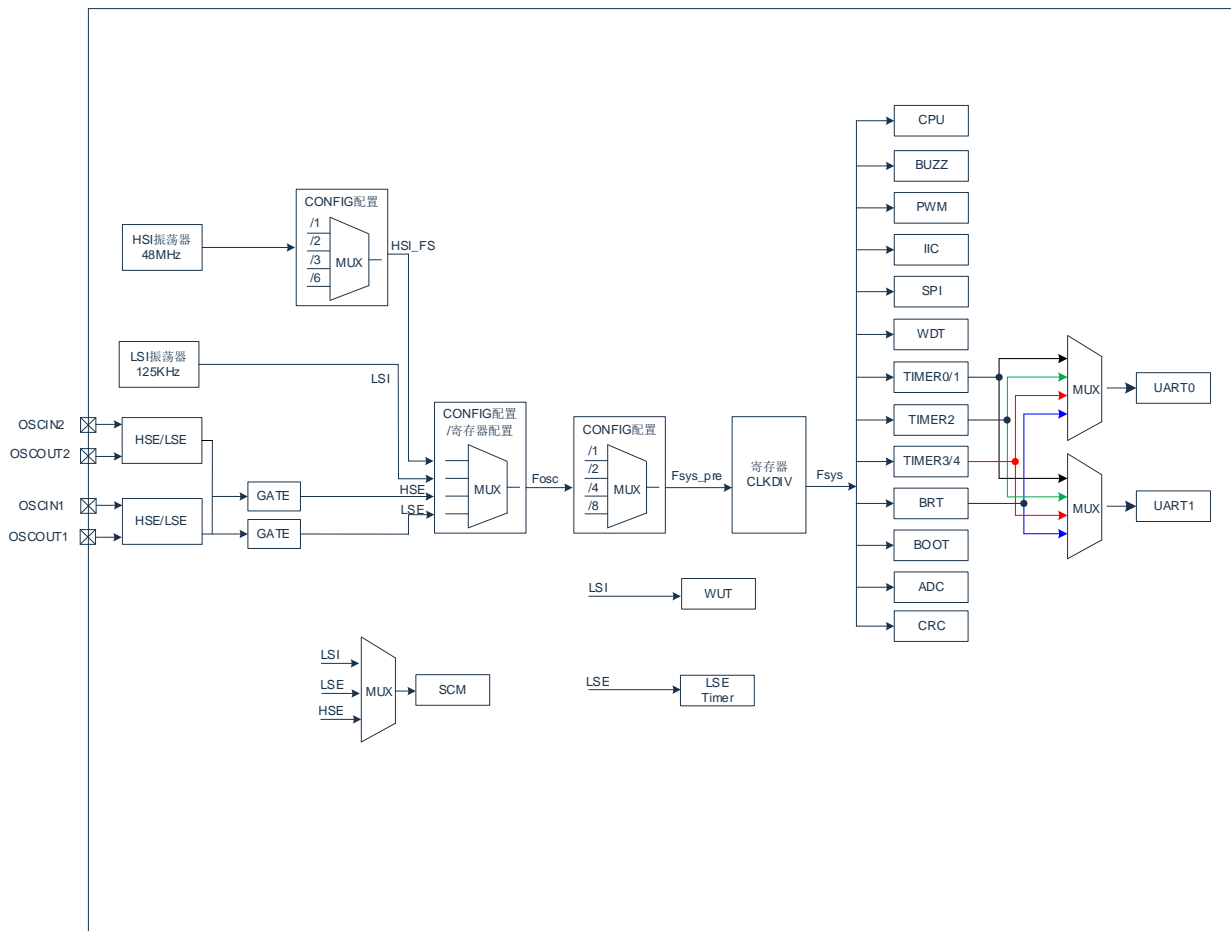 CPU
BUZZ
PWM
IIC
SPI
WDT
TIMER0/1
TIMER2
TIMER3/4
BRT
BOOT
ADC
CRC
CONFIG配置
/1
/2
/3
/6
MUX
HSI_FS
HSI振荡器
48MHz
LSI振荡器
125KHz
LSI
OSCIN2
OSCOUT2
HSE/LSE
OSCIN1
OSCOUT1
HSE/LSE
GATE
GATE
HSE
LSE
CONFIG配置
/寄存器配置
MUX
Fosc
CONFIG配置
/1
/2
/4
/8
MUX
Fsys_pre
寄存器
CLKDIV
Fsys
MUX
UART0
MUX
UART1
LSI
WUT
LSE
LSE
Timer
LSI
LSE
HSE
MUX
SCM